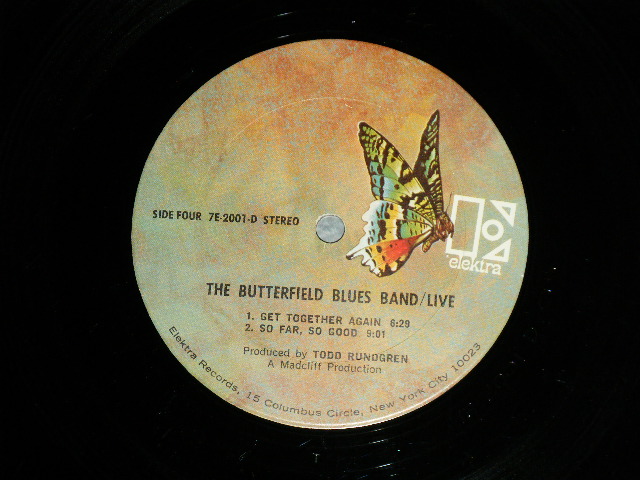 SIDE FOUR 7E-2001-D STEREO
elektra
THE BUTTERFIELD BLUES BAND/LIVE
1. GET TOGETHER AGAIN 6:29
2. SO FAR, SO GOOD 9:01
Produced by TODD RUNDGREN
A Madcliff Production
Elektra Records, 15 Columbus Circle, New York City 10023